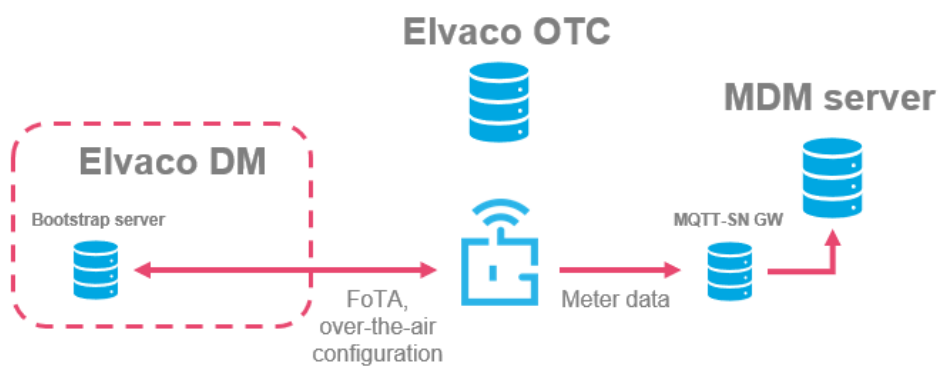 Elvaco OTC
MDM server
Elvaco DM
Bootstrap server
MQTT-SN GW
FoTA,
over-the-air
configuration
Meter data